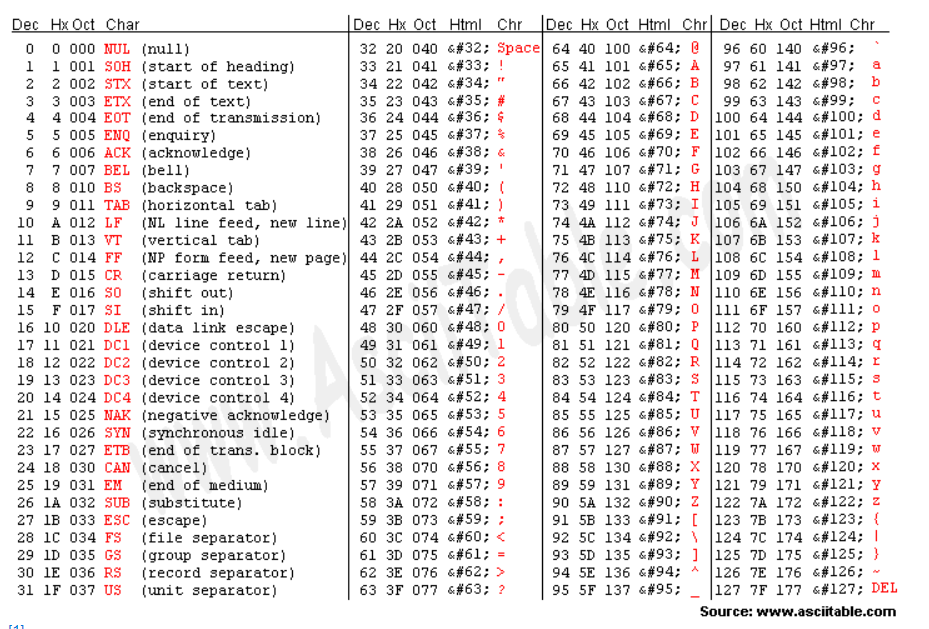 Dec Hx Oct Char Dec Hx Oct Html Chr Dec Hx Oct Html Chr Dec Hx Oct Html Chr
0 0 000 NUL (null) 32 20 040 &#32; Space 64 40 100 &#64; @ 96 60 140 &#96; `
1 1 001 SOH (start of heading) 33 21 041 &#33; ! 65 41 101 &#65; A 97 61 141 &#97; a
2 2 002 STX (start of text) 34 22 042 &#34; " 66 42 102 &#66; B 98 62 142 &#98; b
3 3 003 ETX (end of text) 35 23 043 &#35; # 67 43 103 &#67; C 99 63 143 &#99; c
4 4 004 EOT (end of transmission) 36 24 044 &#36; $ 68 44 104 &#68; D 100 64 144 &#100; d
5 5 005 ENQ (enquiry) 37 25 045 &#37; % 69 45 105 &#69; E 101 65 145 &#101; e
6 6 006 ACK (acknowledge) 38 26 046 &#38; & 70 46 106 &#70; F 102 66 146 &#102; f
7 7 007 BEL (bell) 39 27 047 &#39; ' 71 47 107 &#71; G 103 67 147 &#103; g
8 8 010 BS (backspace) 40 28 050 &#40; ( 72 48 110 &#72; H 104 68 150 &#104; h
9 9 011 TAB (horizontal tab) 41 29 051 &#41; ) 73 49 111 &#73; I 105 69 151 &#105; i
10 A 012 LF (NL line feed, new line) 42 2A 052 &#42; * 74 4A 112 &#74; J 106 6A 152 &#106; j
11 B 013 VT (vertical tab) 43 2B 053 &#43; + 75 4B 113 &#75; K 107 6B 153 &#107; k
12 C 014 FF (NP form feed, new page) 44 2C 054 &#44; , 76 4C 114 &#76; L 108 6C 154 &#108; l
13 D 015 CR (carriage return) 45 2D 055 &#45; - 77 4D 115 &#77; M 109 6D 155 &#109; m
14 E 016 SO (shift out) 46 2E 056 &#46; . 78 4E 116 &#78; N 110 6E 156 &#110; n
15 F 017 SI (shift in) 47 2F 057 &#47; / 79 4F 117 &#79; O 111 6F 157 &#111; o
16 10 020 DLE (data link escape) 48 30 060 &#48; 0 80 50 120 &#80; P 112 70 160 &#112; p
17 11 021 DC1 (device control 1) 49 31 061 &#49; 1 81 51 121 &#81; Q 113 71 161 &#113; q
18 12 022 DC2 (device control 2) 50 32 062 &#50; 2 82 52 122 &#82; R 114 72 162 &#114; r
19 13 023 DC3 (device control 3) 51 33 063 &#51; 3 83 53 123 &#83; S 115 73 163 &#115; s
20 14 024 DC4 (device control 4) 52 34 064 &#52; 4 84 54 124 &#84; T 116 74 164 &#116; t
21 15 025 NAK (negative acknowledge) 53 35 065 &#53; 5 85 55 125 &#85; U 117 75 165 &#117; u
22 16 026 SYN (synchronous idle) 54 36 066 &#54; 6 86 56 126 &#86; V 118 76 166 &#118; v
23 17 027 ETB (end of trans. block) 55 37 067 &#55; 7 87 57 127 &#87; W 119 77 167 &#119; w
24 18 030 CAN (cancel) 56 38 070 &#56; 8 88 58 130 &#88; X 120 78 170 &#120; x
25 19 031 EM (end of medium) 57 39 071 &#57; 9 89 59 131 &#89; Y 121 79 171 &#121; y
26 1A 032 SUB (substitute) 58 3A 072 &#58; : 90 5A 132 &#90; Z 122 7A 172 &#122; z
27 1B 033 ESC (escape) 59 3B 073 &#59; ; 91 5B 133 &#91; [ 123 7B 173 &#123; {
28 1C 034 FS (file separator) 60 3C 074 &#60; < 92 5C 134 &#92; \ 124 7C 174 &#124; |
29 1D 035 GS (group separator) 61 3D 075 &#61; = 93 5D 135 &#93; ] 125 7D 175 &#125; }
30 1E 036 RS (record separator) 62 3E 076 &#62; > 94 5E 136 &#94; ^ 126 7E 176 &#126; ~
31 1F 037 US (unit separator) 63 3F 077 &#63; ? 95 5F 137 &#95; _ 127 7F 177 &#127; DEL
Source: www.asciitable.com
www.AsciiTable.com